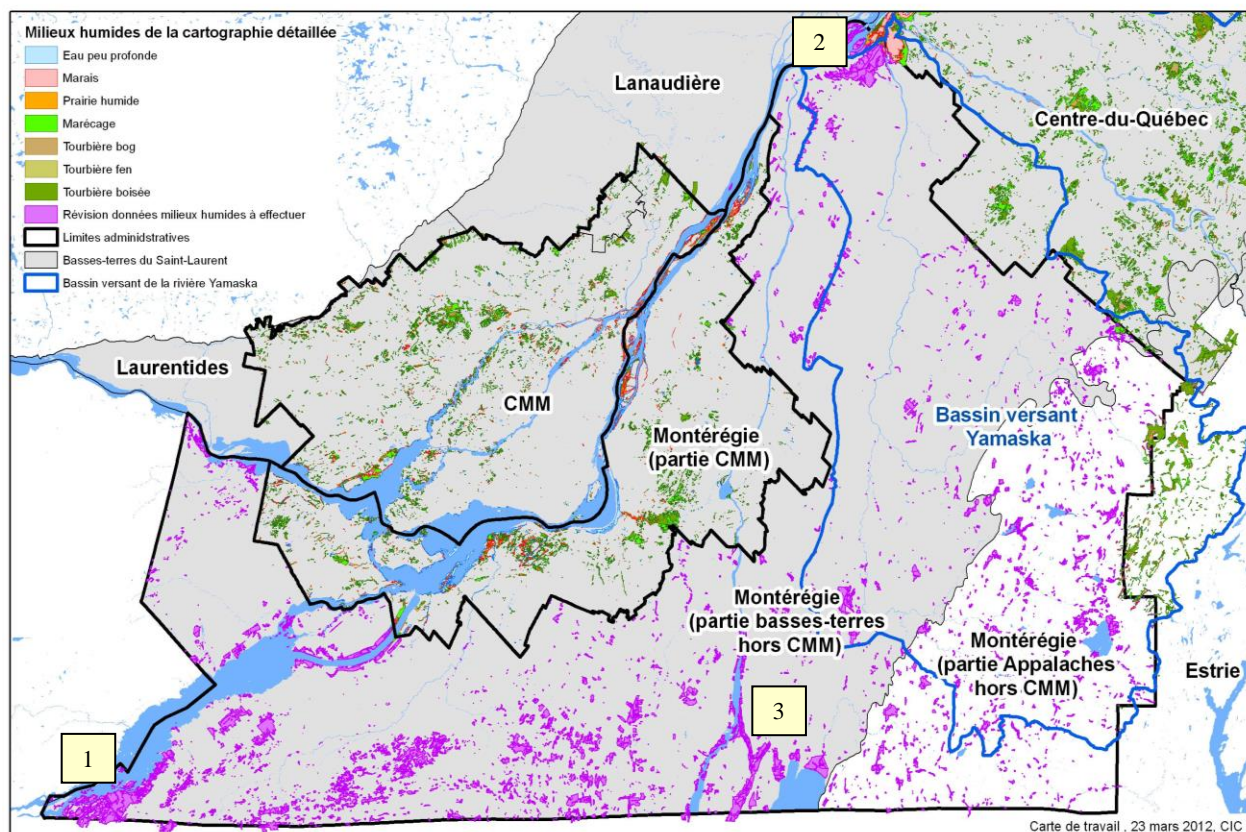 Milieux humides de la cartographie détaillée
Eau peu profonde
Marais
Prairie humide
Marécage
Tourbière bog
Tourbière fen
Tourbière boisée
Révision données milieux humides à effectuer
Limites adminidstratives
Basses-terres du Saint-Laurent
Bassin versant de la rivière Yamaska
2
Lanaudière
Centre-du-Québec
Laurentides
CMM
Montérégie
(partie CMM)
Bassin versant
Yamaska
Montérégie
(partie basses-terres
hors CMM)
Montérégie
(partie Appalaches
hors CMM)
Estrie
1
3
Carte de travail , 23 mars 2012, CIC